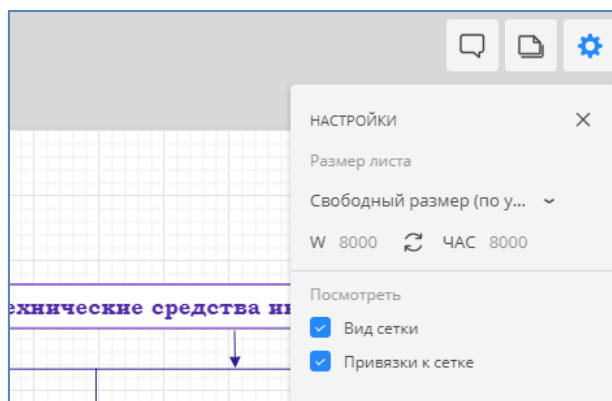 НАСТРОЙКИ
Размер листа
Свободный размер (по у...
W 8000 ЧАС 8000
ехнические средства ин
Посмотреть
Вид сетки
Привязки к сетке